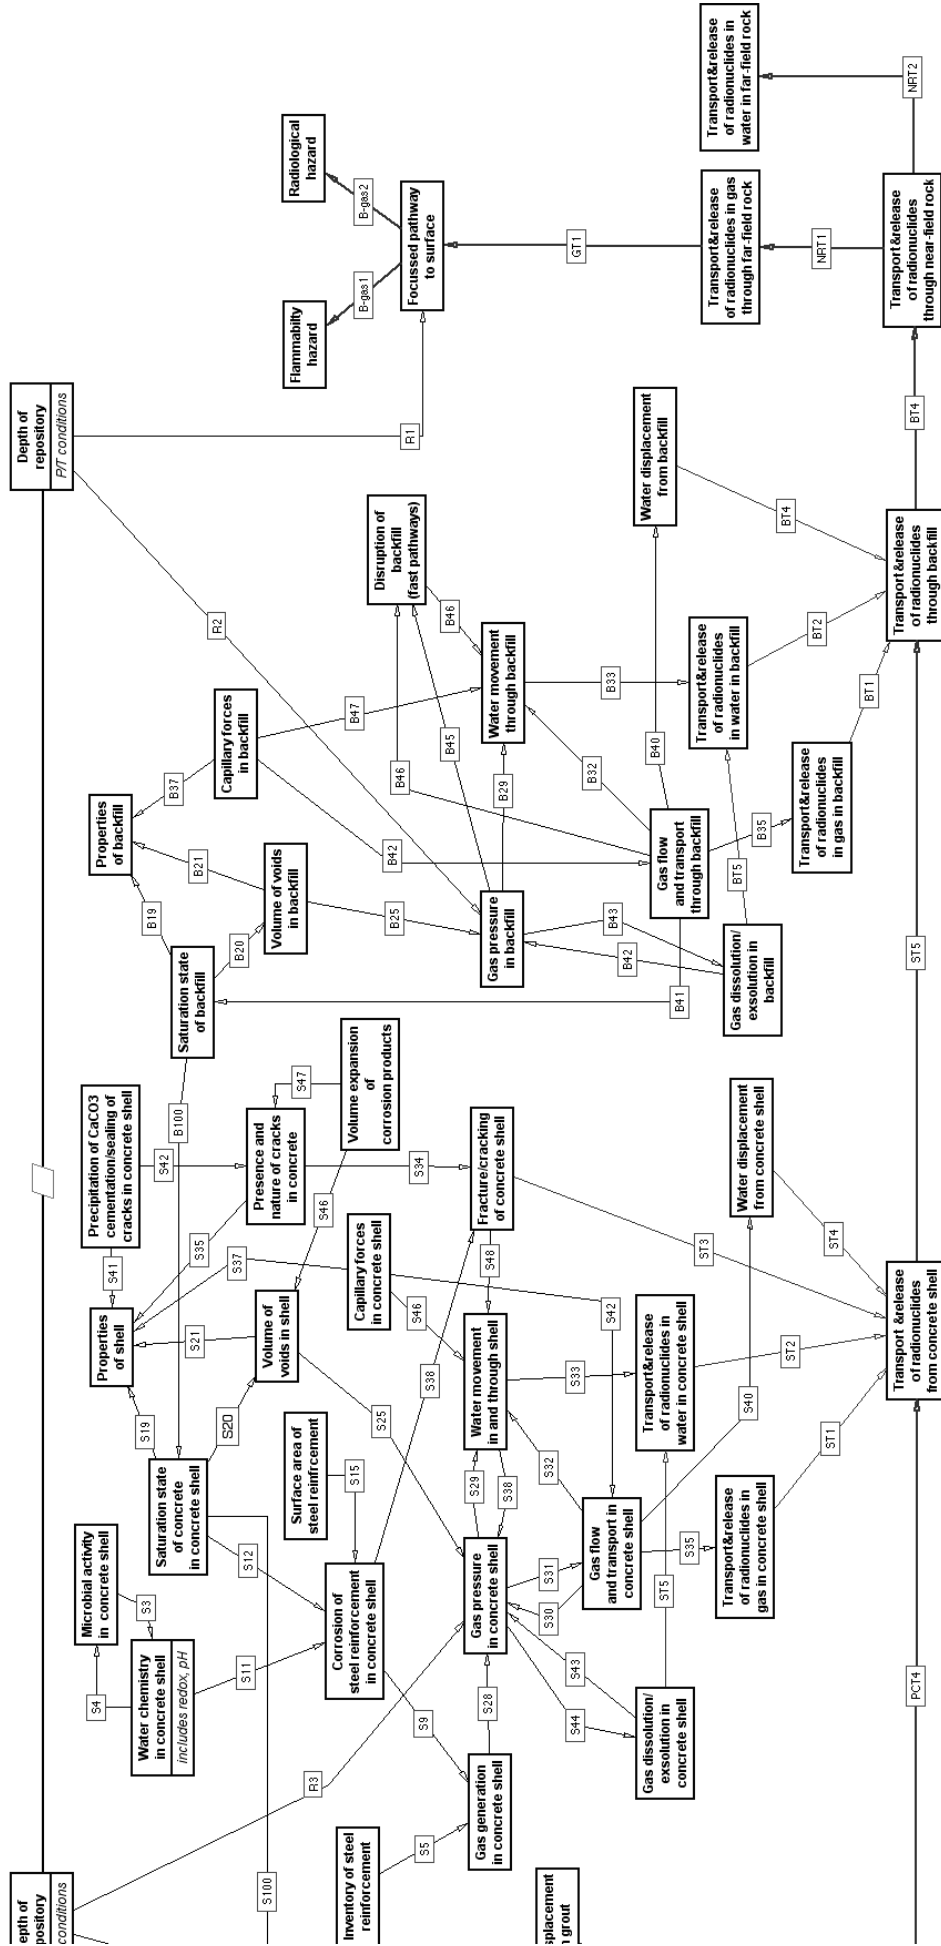 Depth of
repository
P/T conditions
Radiological
hazard
Flammabilty
hazard
B-gas2
B-gas1
Focussed pathway
to surface
GT1
R1
R2
Transport&release
of radionuclides in
water in far-field rock
NRT2
Transport&release
of radionuclides in gas
through far-field rock
NRT1
Transport&release
of radionuclides
through near-field rock
BT4
Properties
of backfill
B37
Capillary forces
in backfill
B47
B21
B19
Volume of voids
in backfill
B20
B25
B42
Saturation state
of backfill
Disruption of
backfill
(fast pathways)
B46
B46
B45
Water movement
through backfill
B29
B33
B32
Gas pressure
in backfill
B43
B42
B41
B40
Water displacement
from backfill
BT4
Gas flow
and transport
through backfill
B35
BT5
Gas dissolution/
exsolution in
backfill
Transport&release
of radionuclides
in water in backfill
BT2
Transport&release
of radionuclides
in gas in backfill
BT1
Transport&release
of radionuclides
through backfill
ST5
B100
Precipitation of CaCO3
cementation/sealing of
cracks in concrete shell
S42
S41
Presence and
nature of cracks
in concrete
S47
Volume expansion
of
corrosion products
S46
S35
S37
S34
Properties
of shell
S21
S19
Volume of
voids in shell
S20
S25
Capillary forces
in concrete shell
S46
S42
Fracture/cracking
of concrete shell
S48
ST3
S38
Saturation state
of concrete
in concrete shell
S12
Surface area of
steel reinfrcement
S15
Microbial activity
in concrete shell
S3
S4
Water chemistry
in concrete shell
includes redox, pH
S11
Corrosion of
steel reinforcement
in concrete shell
S9
Water movement
in and through shell
S33
S29
S38
S32
Gas pressure
in concrete shell
S31
S30
S28
S43
S44
Gas flow
and transport in
concrete shell
S40
S35
ST5
Transport&release
of radionuclides in
water in concrete shell
ST2
Water displacement
from concrete shell
ST4
Transport&release
of radionuclides in
gas in concrete shell
ST1
Transport &release
of radionuclides
from concrete shell
PCT4
Gas dissolution/
exsolution in
concrete shell
Gas generation
in concrete shell
S5
Inventory of steel
reinforcement
R3
S100
epth of
pository
conditions
splacement
n grout